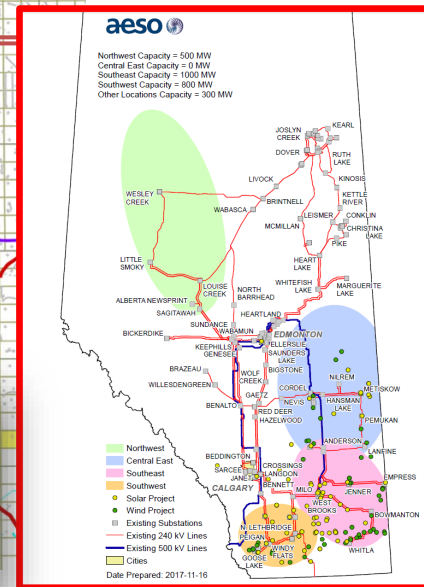 aeso
Northwest Capacity = 500 MW
Central East Capacity = 0 MW
Southeast Capacity = 1000 MW
Southwest Capacity = 800 MW
Other Locations Capacity = 300 MW
KEARL
JOSLYN
CREEK
DOVER
RUTH
LAKE
LIVOCK
KINOSIS
WESLEY
CREEK
BRINTNELL
KETTLE
RIVER
WABASCA
LEISMER
CONKLIN
MCMILLAN
CHRISTINA
LAKE
PIKE
LITTLE
SMOKY
HEART
LAKE
LOUISE
CREEK
WHITEFISH
LAKE
MARGUERITE
LAKE
NORTH
BARRHEAD
ALBERTA NEWSPRINT
SAGITAWAH
HEARTLAND
SUNDANCE
WABAMUN
EDMONTON
BICKERDIKE
KEEPHILLS
GENESEE
ELLERSLIE
SAUNDERS
LAKE
BRAZEAU
WOLF
CREEK
BIGSTONE
NILREM
WILLESDENGREEN
CORDEL
METISKOW
GAETZ
NEVIS
HANSMAN
LAKE
BENALTO
RED DEER
HAZELWOOD
PEMUKAN
ANDERSON
LANFINE
Northwest
Central East
Southeast
Southwest
Solar Project
Wind Project
Existing Substations
Existing 240 kV Lines
Existing 500 kV Lines
Cities
Date Prepared: 2017-11-16
BEDDINGTON
SARCEE
CROSSINGS
LANGDON
JANET
BENNETT
EMPRESS
CALGARY
MILO
JENNER
WEST
BROOKS
BOWMANTON
N LETHBRIDGE
PEIGAN
WINDY
FLATS
GOOSE
LAKE
WHITLA